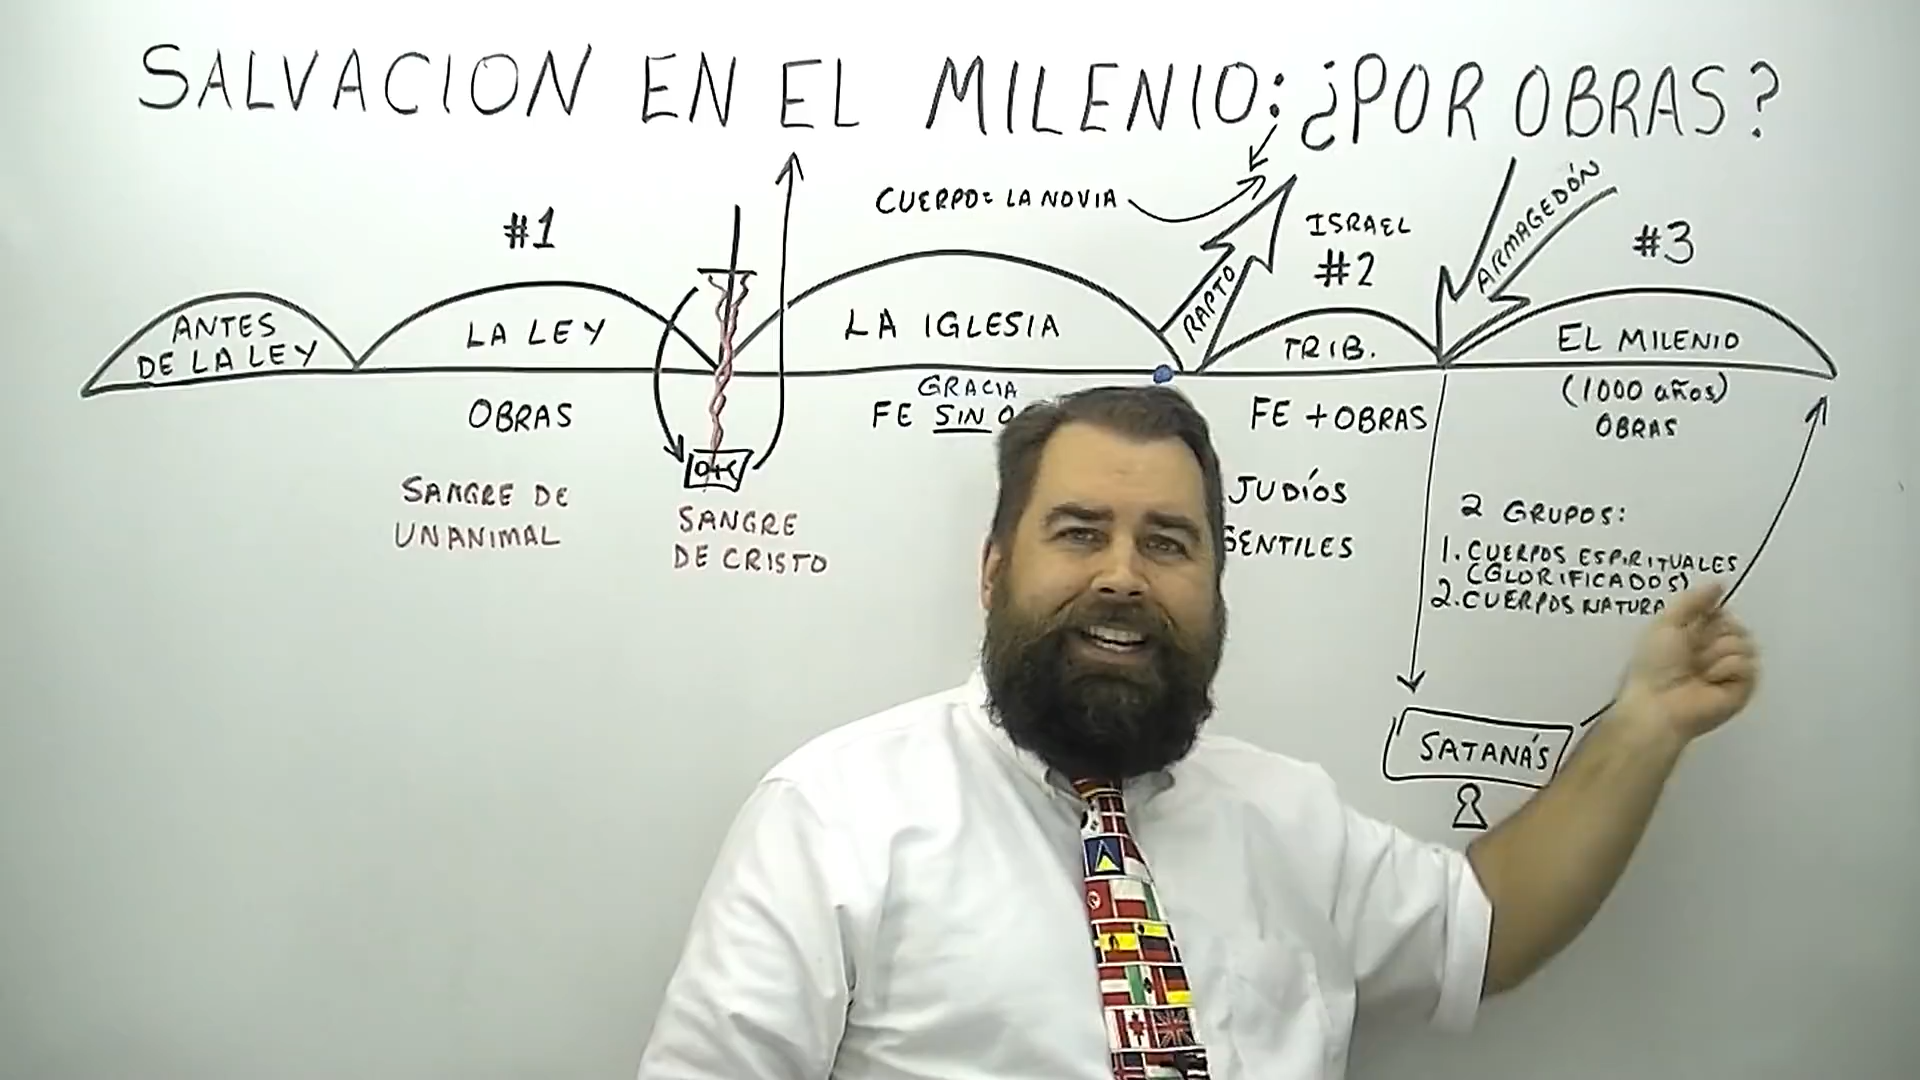 SALVACION EN EL MILENIO: ¿POR OBRAS?
CUERPO = LA NOVIA
#1
ISRAEL
#2
#3
ARMAGEDÓN
RAPTO
ANTES
DE LA LEY
LA LEY
LA IGLESIA
TRIB.
EL MILENIO
OBRAS
GRACIA
FE SIN
FE + OBRAS
(1000 años)
OBRAS
SANGRE DE
UN ANIMAL
SANGRE
DE CRISTO
JUDÍOS
GENTILES
2 GRUPOS:
1. CUERPOS ESPIRITUALES
(GLORIFICADOS)
2. CUERPOS NATURA
SATANÁS